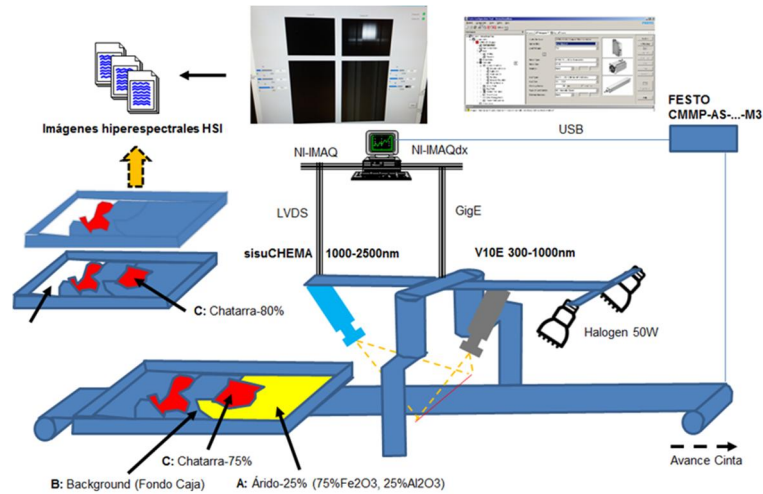 Imágenes hiperespectrales HSI
FESTO
CMMP-AS-...-M3
USB
NI-IMAQ
NI-IMAQdx
LVDS
GigE
sisuCHEMA 1000-2500nm
V10E 300-1000nm
C: Chatarra-80%
Halogen 50W
C: Chatarra-75%
B: Background (Fondo Caja)
A: Árido-25% (75%Fe2O3, 25%Al2O3)
Avance Cinta